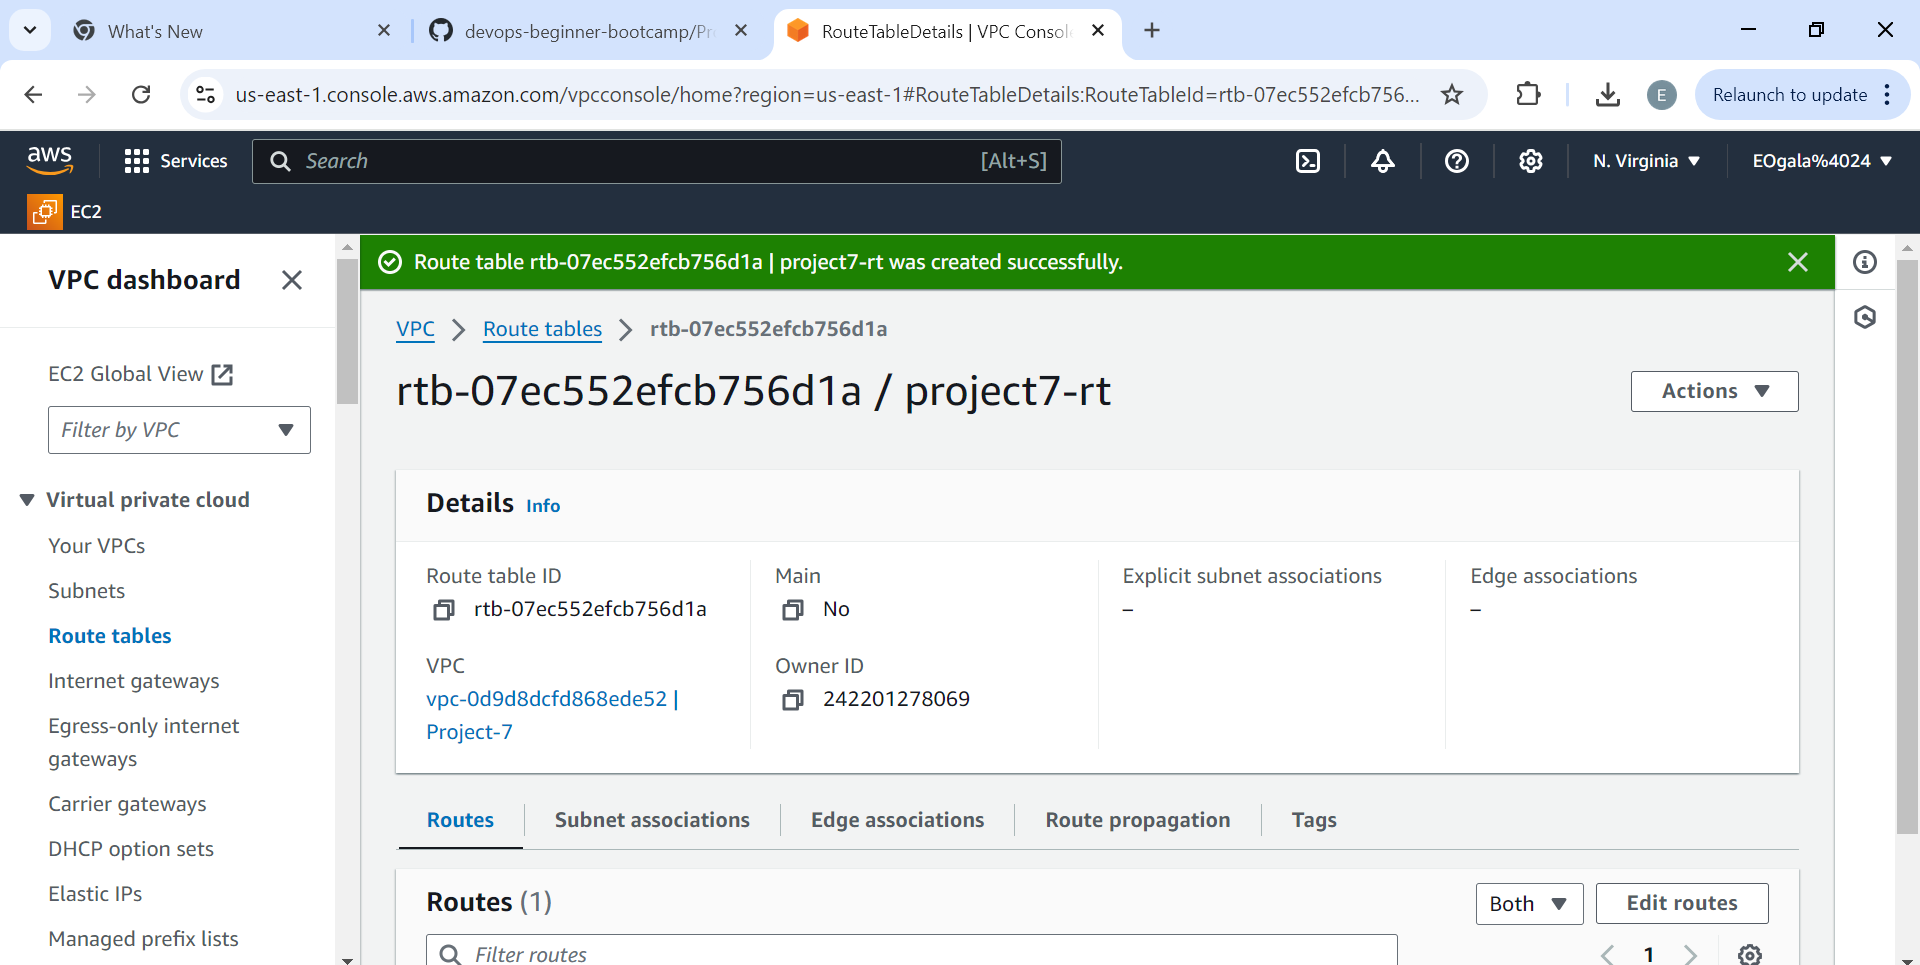 What's New
devops-beginner-bootcamp/Pro
RouteTableDetails | VPC Consol
us-east-1.console.aws.amazon.com/vpcconsole/home?region=us-east-1#RouteTableDetails:RouteTableId=rtb-07ec552efcb756...
E
Relaunch to update
aws
Services
Search
[Alt+S]
N. Virginia
EOgala%4024
EC2
VPC dashboard
EC2 Global View
Filter by VPC
Virtual private cloud
Your VPCs
Subnets
Route tables
Internet gateways
Egress-only internet
gateways
Carrier gateways
DHCP option sets
Elastic IPs
Managed prefix lists
Route table rtb-07ec552efcb756d1a | project7-rt was created successfully.
VPC
Route tables
rtb-07ec552efcb756d1a
rtb-07ec552efcb756d1a / project7-rt
Actions
Details Info
Route table ID
rtb-07ec552efcb756d1a
Main
No
Explicit subnet associations
–
Edge associations
–
VPC
vpc-0d9d8dcfd868ede52 |
Project-7
Owner ID
242201278069
Routes
Subnet associations
Edge associations
Route propagation
Tags
Routes (1)
Both
Edit routes
Filter routes
1